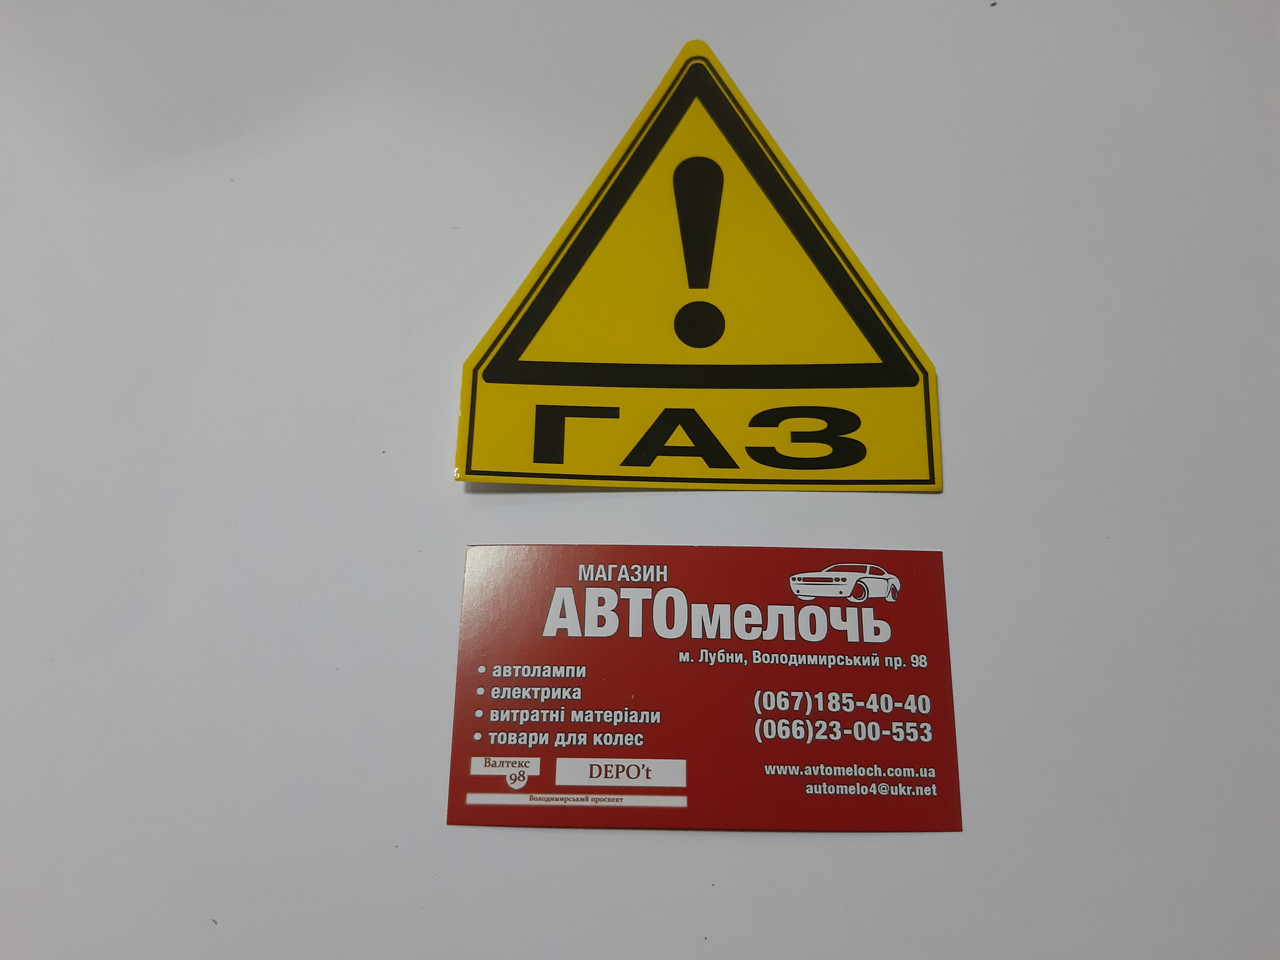 !
ГАЗ
МАГАЗИН
АВТОмелочь
м. Лубни, Володимирський пр. 98
• автолампи
• електрика
• витратні матеріали
• товари для колес
(067)185-40-40
(066)23-00-553
Валтекс
98
DEPO't
Володимирський проспект
www.avtomeloch.com.ua
automelo4@ukr.net